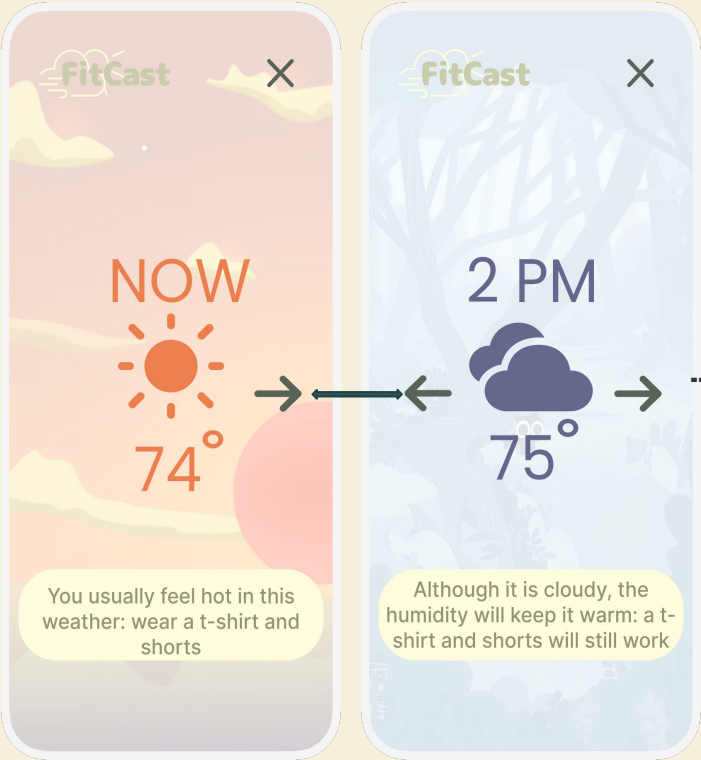 FitCast
NOW
74°
You usually feel hot in this
weather: wear a t-shirt and
shorts
FitCast
2 PM
75°
Although it is cloudy, the
humidity will keep it warm: a t-
shirt and shorts will still work